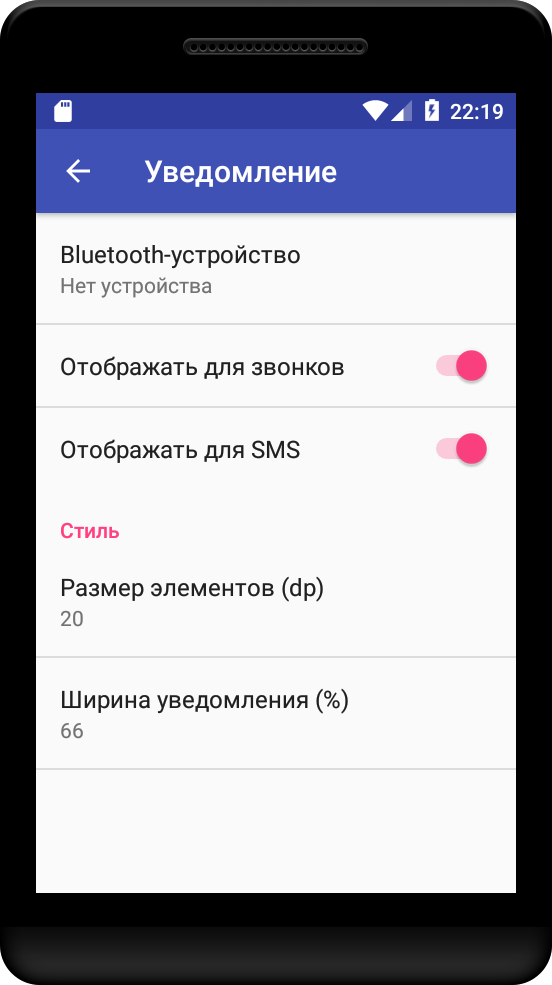 22:19
Уведомление
Bluetooth-устройство
Нет устройства
Отображать для звонков
Отображать для SMS
Стиль
Размер элементов (dp)
20
Ширина уведомления (%)
66